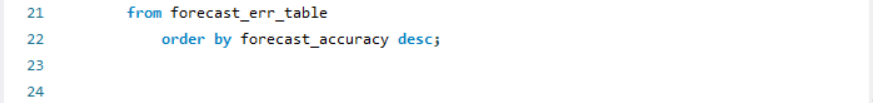 21 from forecast_err_table
22 order by forecast_accuracy desc;
23
24